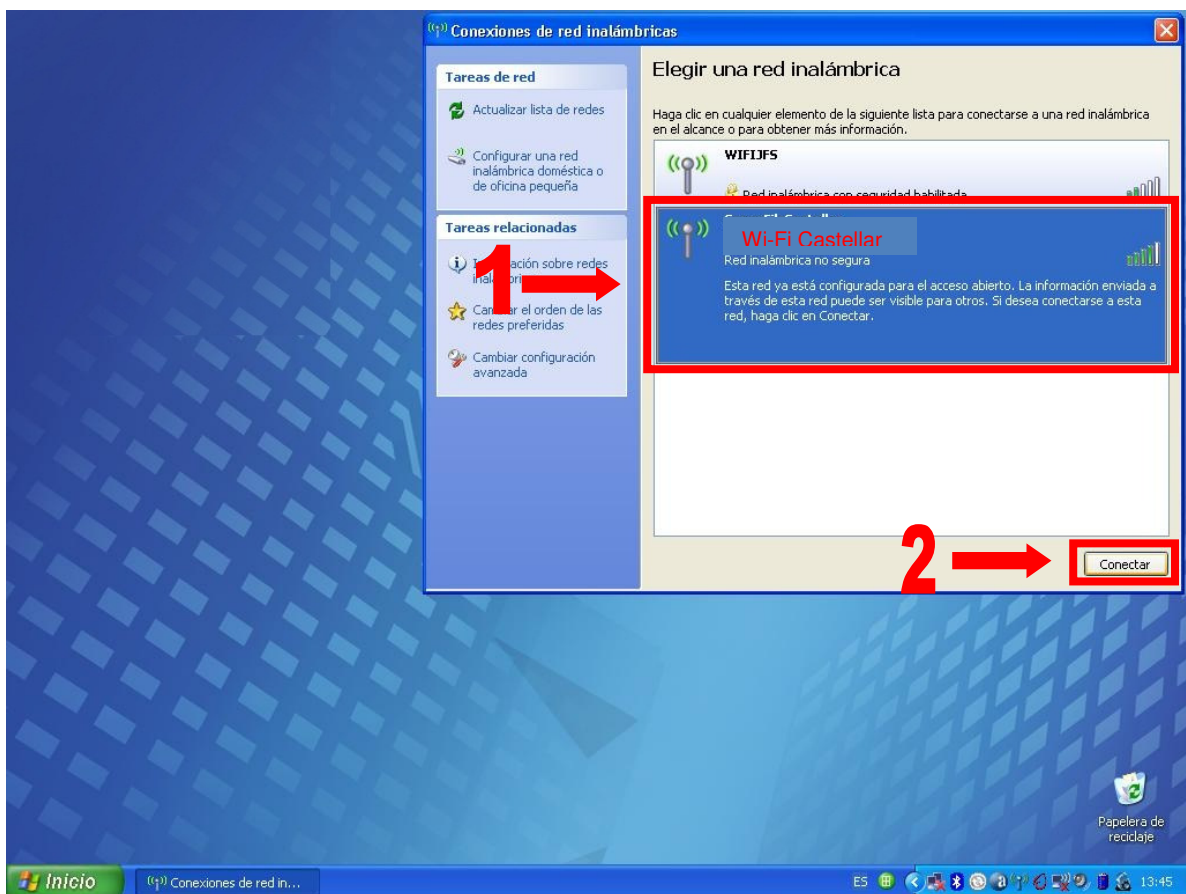 Conexiones de red inalámbricas
Tareas de red
Actualizar lista de redes
Configurar una red
inalámbrica doméstica o
de oficina pequeña
Tareas relacionadas
sobre redes
Cambiar el orden de las
redes preferidas
Cambiar configuración
avanzada
1
Elegir una red inalámbrica
Haga clic en cualquier elemento de la siguiente lista para conectarse a una red inalámbrica
en el alcance o para obtener más información.
WIFIJFS
Red inalámbrica con seguridad habilitada
Wi-Fi Castellar
Red inalámbrica no segura
Esta red ya está configurada para el acceso abierto. La información enviada a
través de esta red puede ser visible para otros. Si desea conectarse a esta
red, haga clic en Conectar.
2
Conectar
Papelera de
reciclaje
Inicio
Conexiones de red in...
ES
13:45